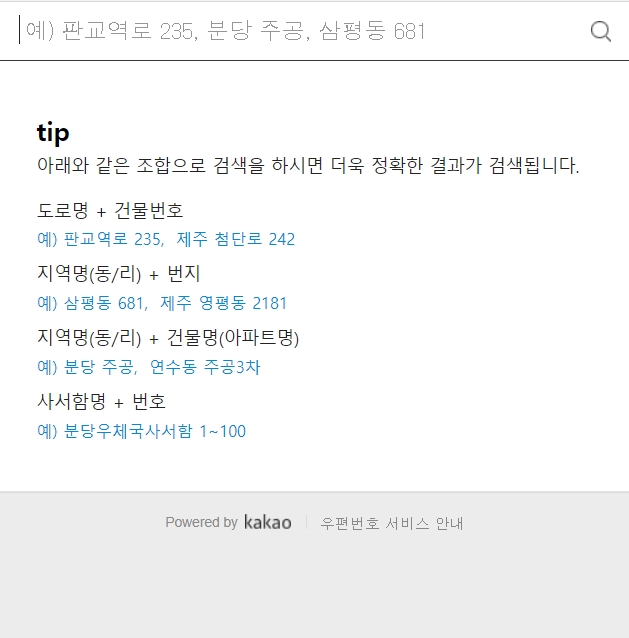 예) 판교역로 235, 분당 주공, 삼평동 681
tip
아래와 같은 조합으로 검색을 하시면 더욱 정확한 결과가 검색됩니다.
도로명 + 건물번호
예) 판교역로 235, 제주 첨단로 242
지역명(동/리) + 번지
예) 삼평동 681, 제주 영평동 2181
지역명(동/리) + 건물명(아파트명)
예) 분당 주공, 연수동 주공3차
사서함명 + 번호
예) 분당우체국사서함 1~100
Powered by kakao 우편번호 서비스 안내